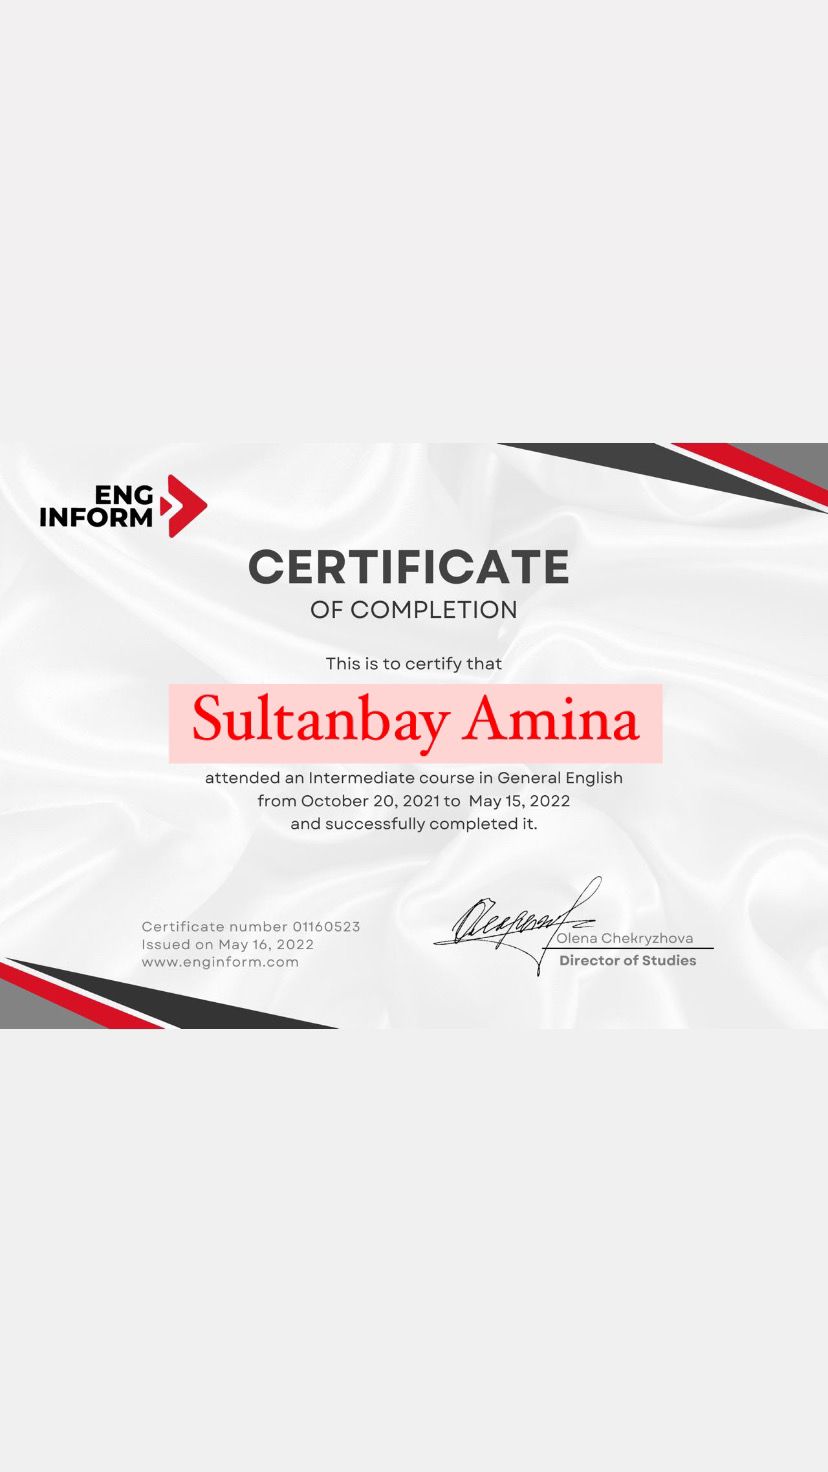 ENG
INFORM
CERTIFICATE
OF COMPLETION
This is to certify that
Sultanbay Amina
attended an Intermediate course in General English
from October 20, 2021 to May 15, 2022
and successfully completed it.
Certificate number 01160523
Issued on May 16, 2022
www.enginform.com
Olena Chekryzhova
Director of Studies